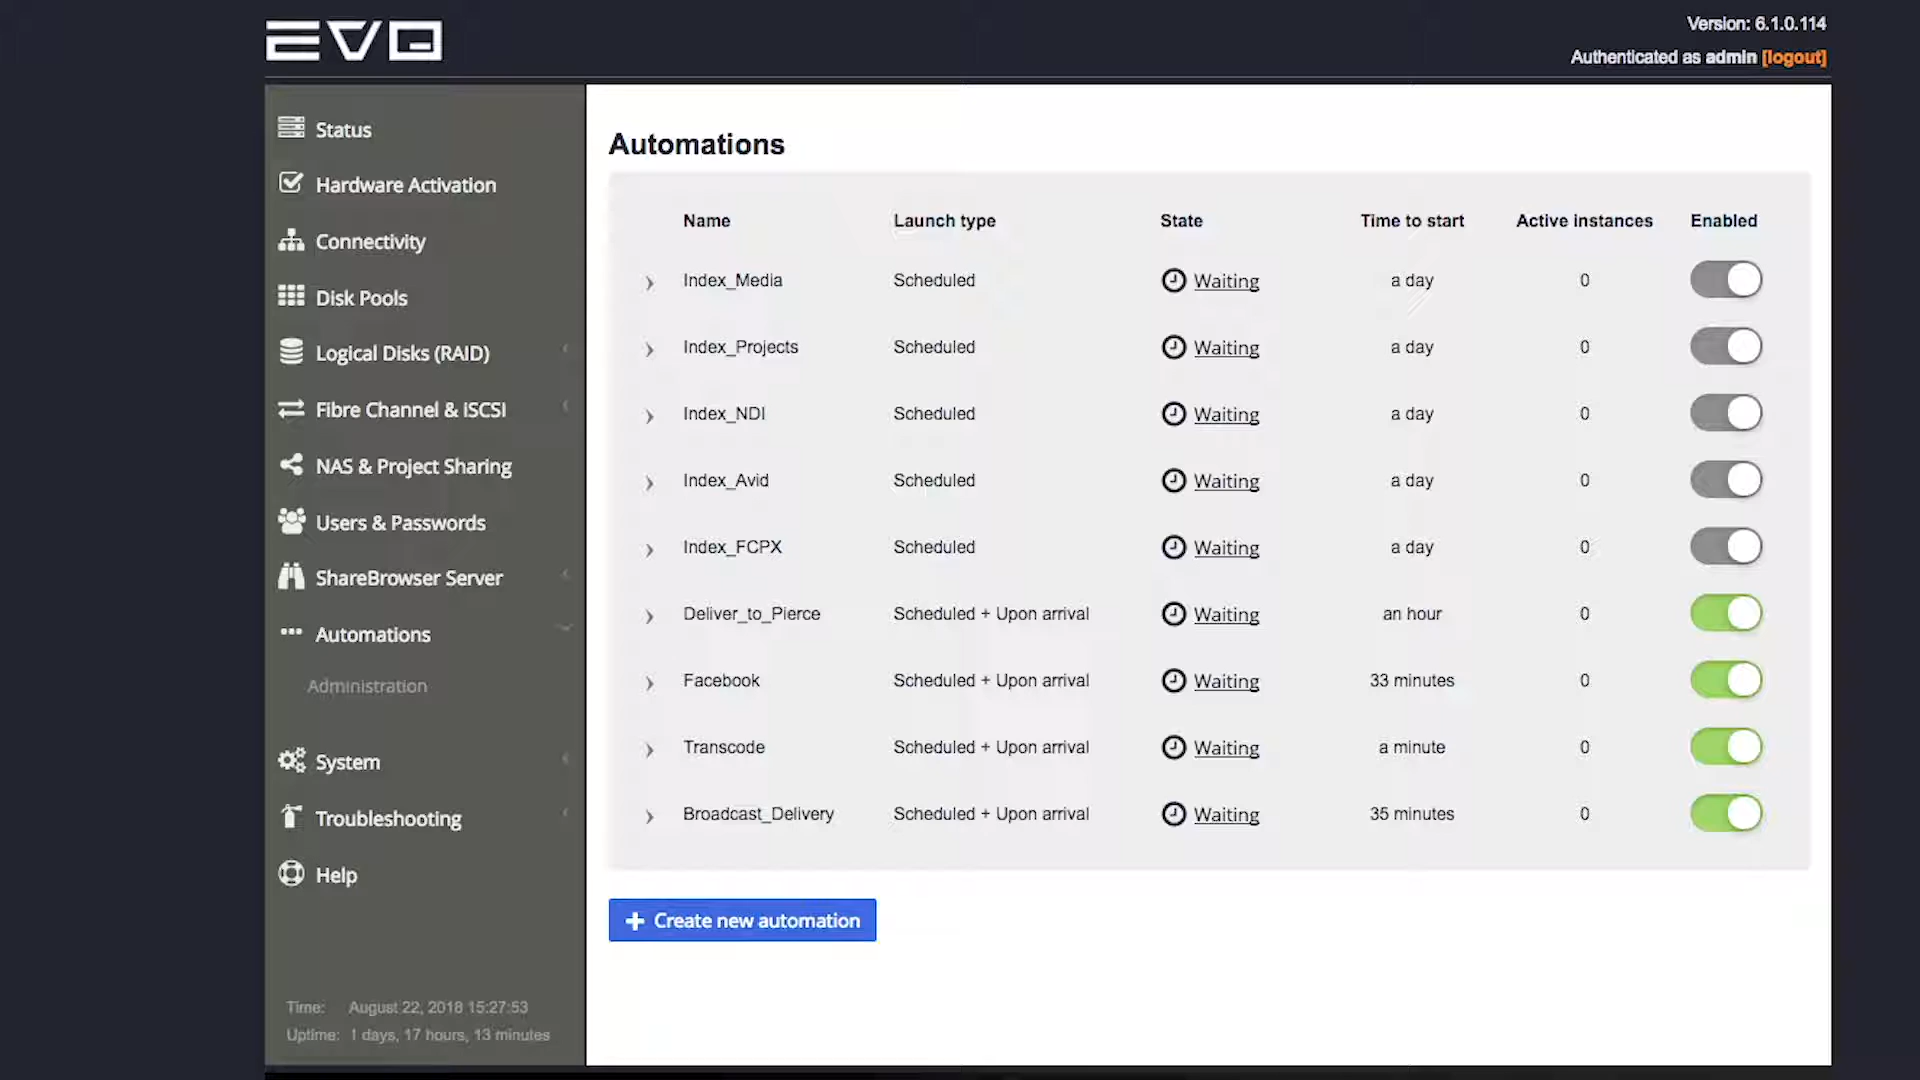 EVO
Version: 6.1.0.114
Authenticated as admin [logout]
Status
Hardware Activation
Connectivity
Disk Pools
Logical Disks (RAID)
Fibre Channel & iSCSI
NAS & Project Sharing
Users & Passwords
ShareBrowser Server
Automations
Administration
System
Troubleshooting
Help
Time: August 22, 2018 15:27:53
Uptime: 1 days, 17 hours, 13 minutes
Automations
Name Launch type State Time to start Active instances Enabled
Index_Media Scheduled Waiting a day 0
Index_Projects Scheduled Waiting a day 0
Index_NDI Scheduled Waiting a day 0
Index_Avid Scheduled Waiting a day 0
Index_FCPX Scheduled Waiting a day 0
Deliver_to_Pierce Scheduled + Upon arrival Waiting an hour 0
Facebook Scheduled + Upon arrival Waiting 33 minutes 0
Transcode Scheduled + Upon arrival Waiting a minute 0
Broadcast_Delivery Scheduled + Upon arrival Waiting 35 minutes 0
+ Create new automation